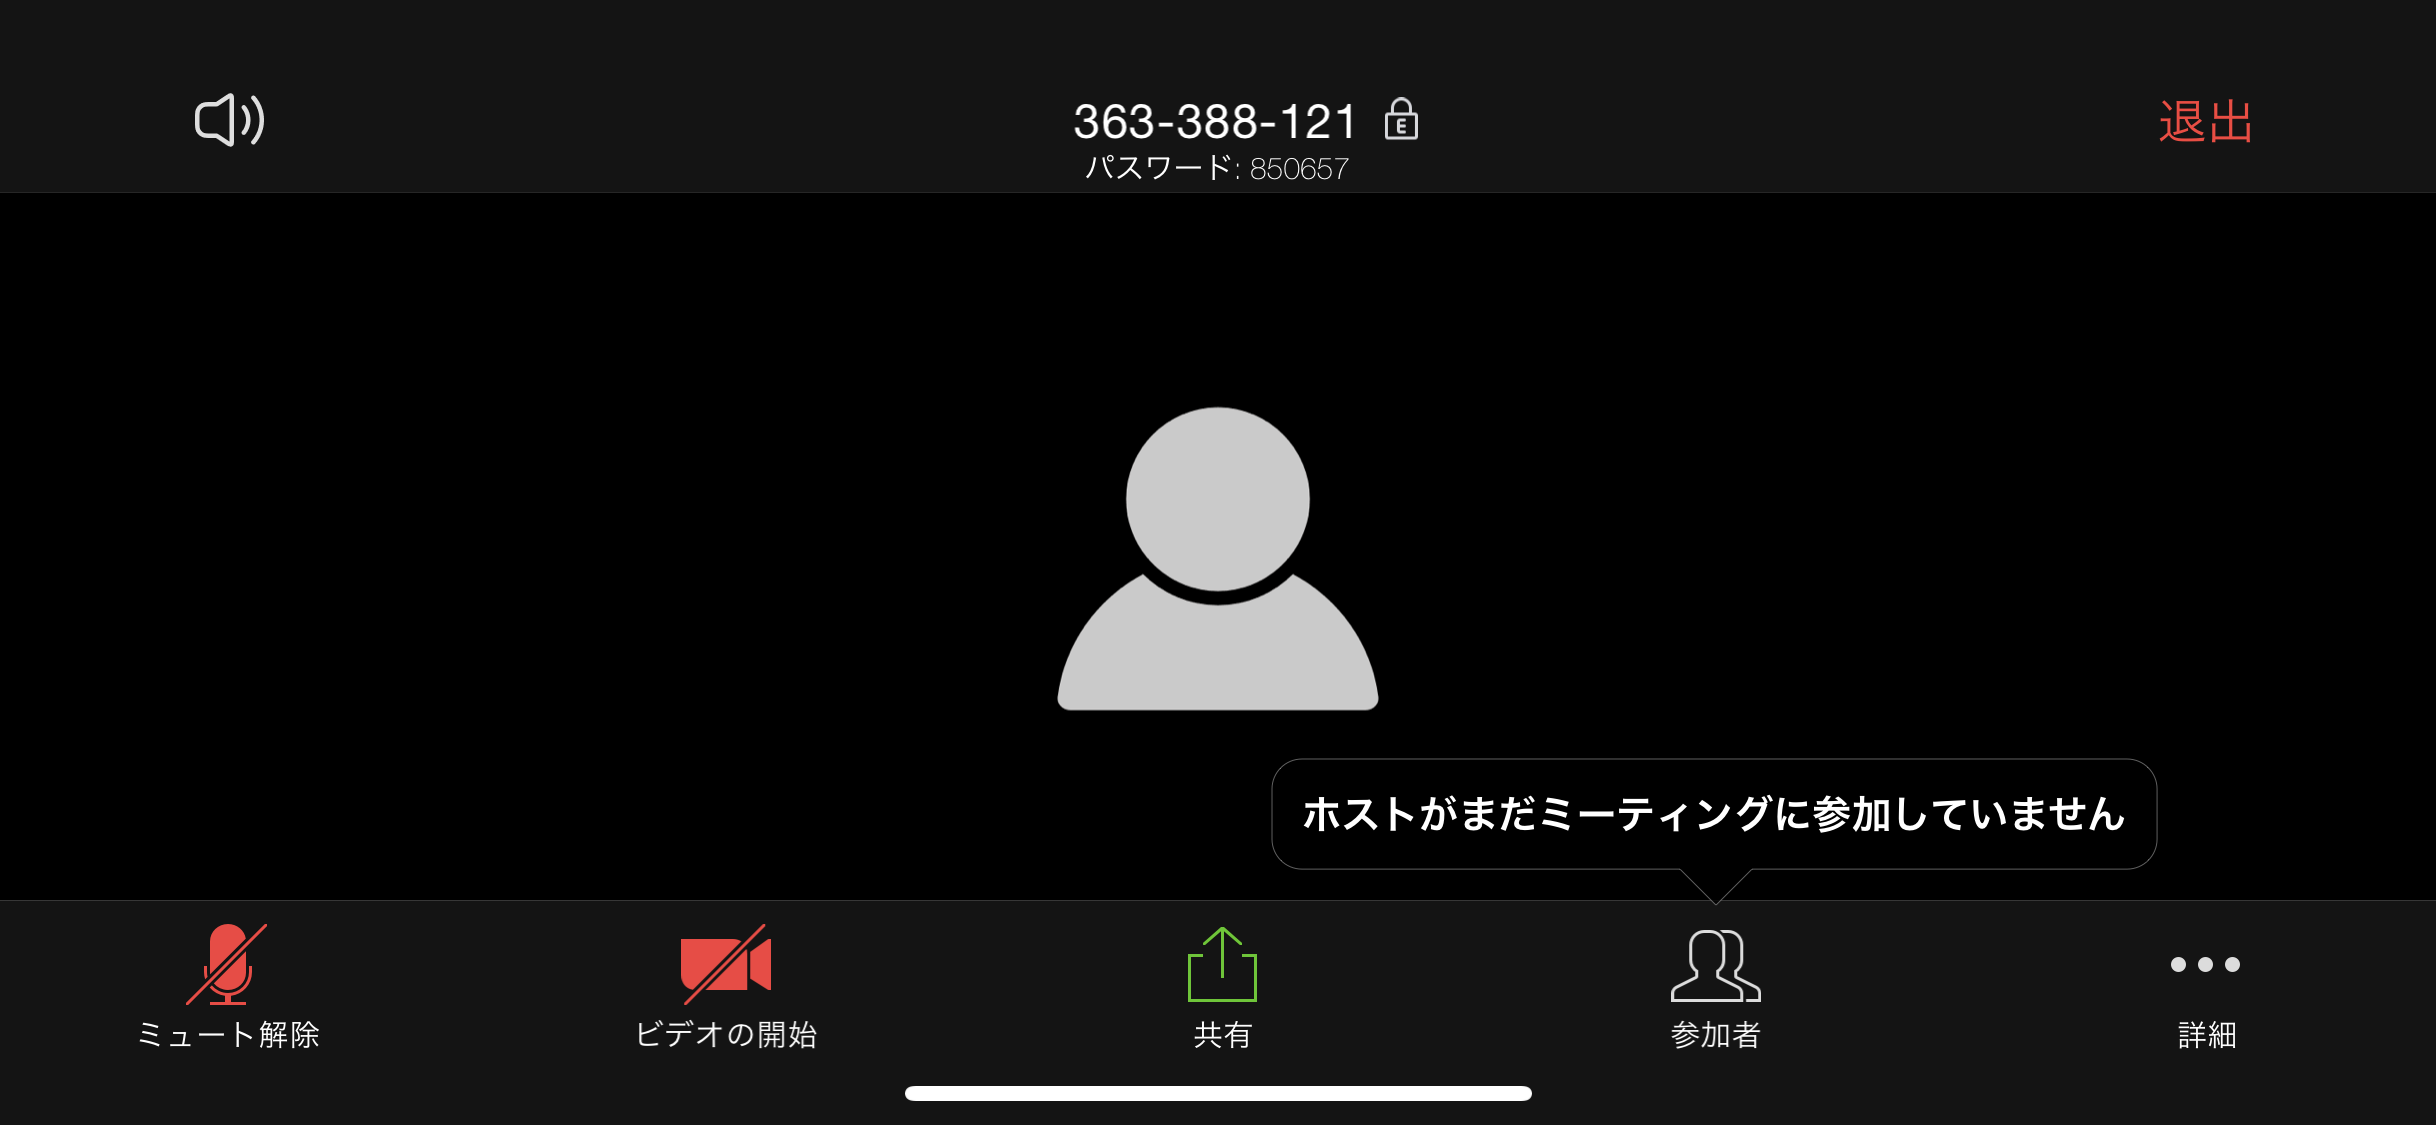 363-388-121 E
退出
パスワード: 850657
ホストがまだミーティングに参加していません
ミュート解除
ビデオの開始
共有
参加者
詳細